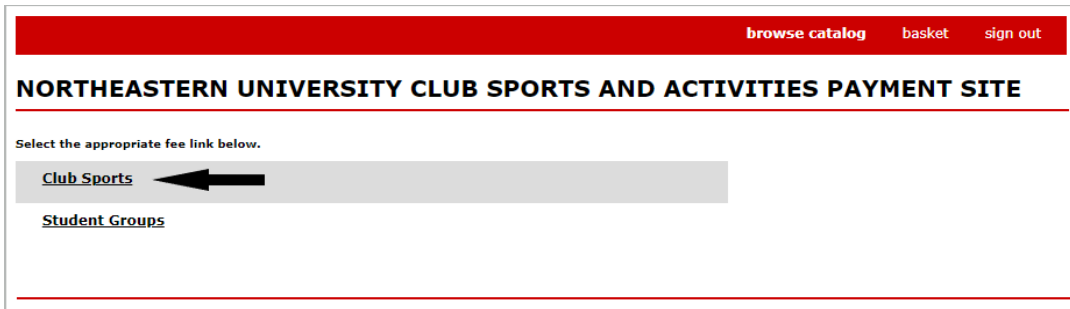 browse catalog basket sign out
NORTHEASTERN UNIVERSITY CLUB SPORTS AND ACTIVITIES PAYMENT SITE
Select the appropriate fee link below.
Club Sports
Student Groups